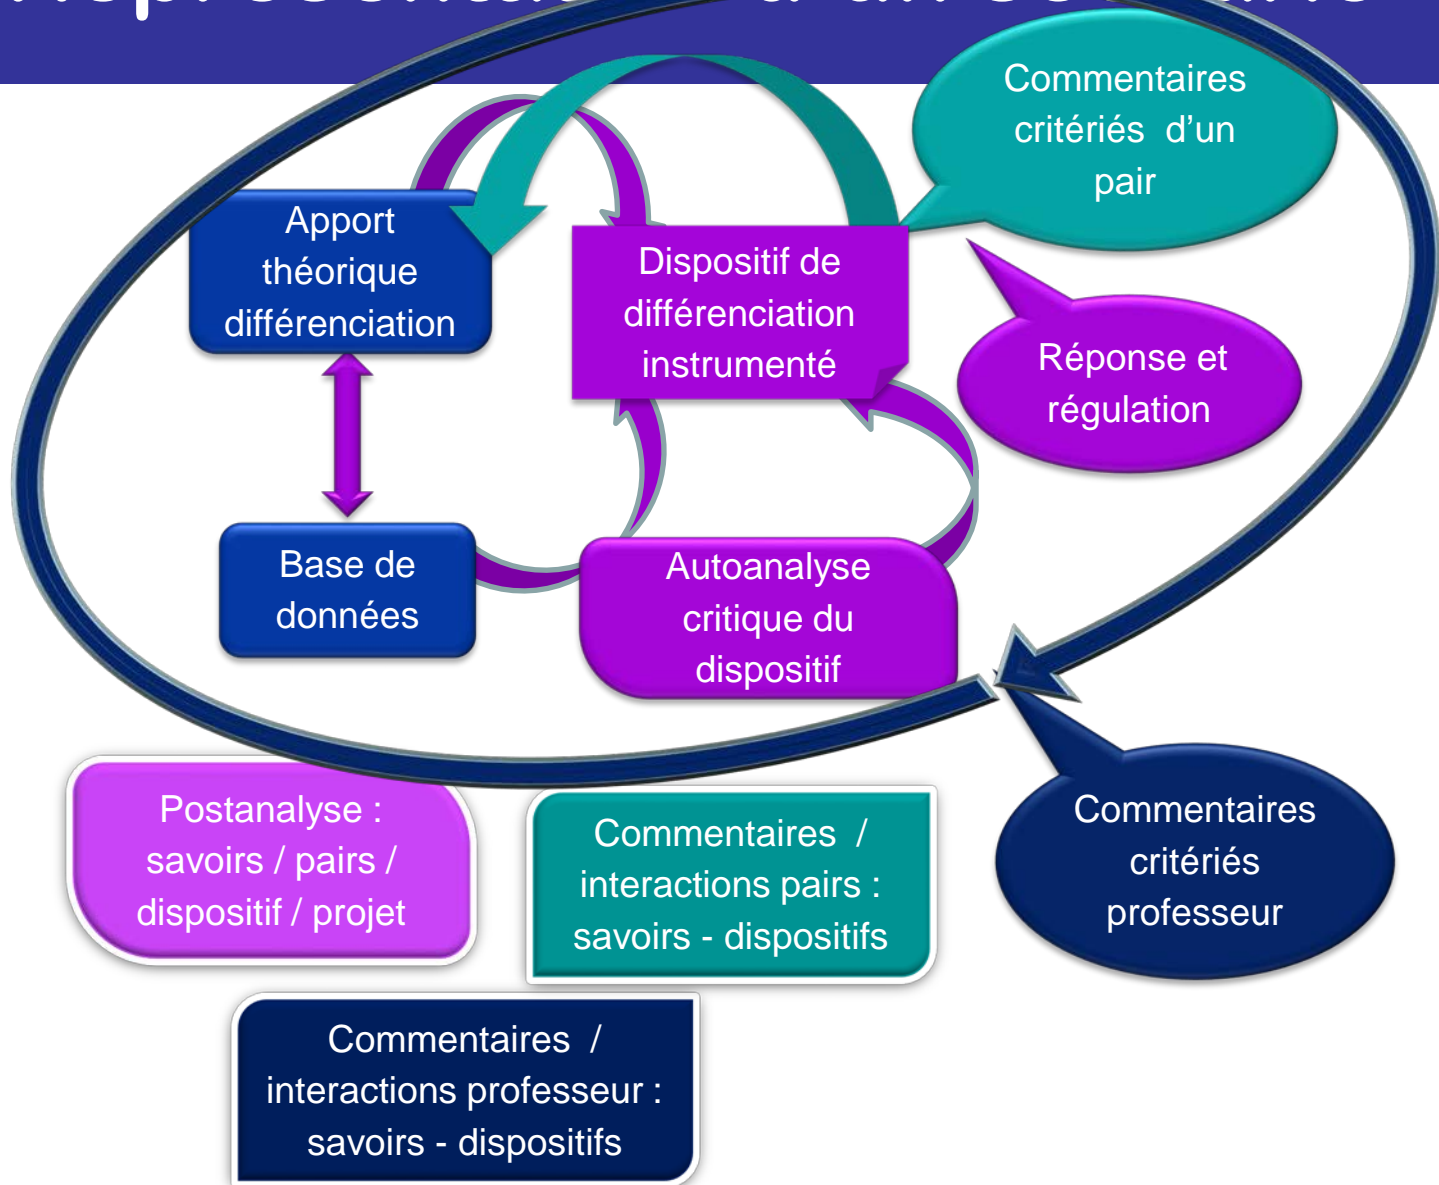 Commentaires
critériés d'un
pair
Apport
théorique
différenciation
Dispositif de
différenciation
instrumenté
Réponse et
régulation
Base de
données
Autoanalyse
critique du
dispositif
Postanalyse :
savoirs / pairs /
dispositif / projet
Commentaires /
interactions pairs :
savoirs - dispositifs
Commentaires
critériés
professeur
Commentaires /
interactions professeur :
savoirs - dispositifs